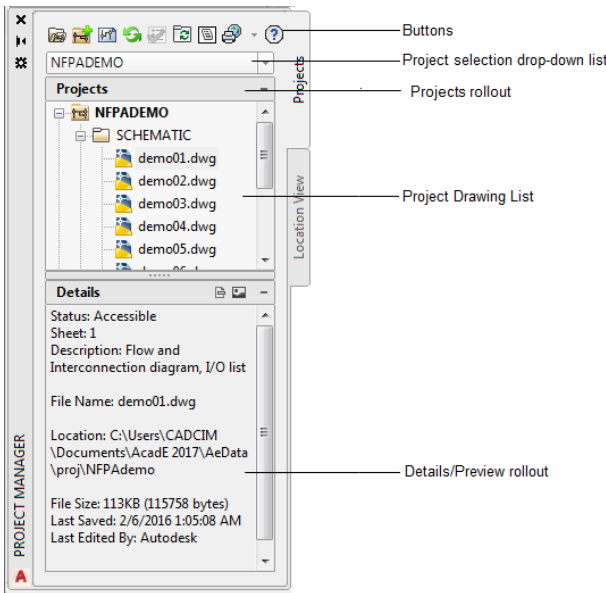 Buttons
NFPADEMO
Project selection drop-down list
Projects
Projects rollout
Projects
NFPADEMO
SCHEMATIC
demo01.dwg
demo02.dwg
demo03.dwg
Project Drawing List
Location View
demo04.dwg
demo05.dwg
Details
Status: Accessible
Sheet: 1
Description: Flow and
Interconnection diagram, I/O list
File Name: demo01.dwg
Location: C:\Users\CADCIM
\Documents\AcadE 2017\AeData
\proj\NFPAdemo
Details/Preview rollout
File Size: 113KB (115758 bytes)
Last Saved: 2/6/2016 1:05:08 AM
Last Edited By: Autodesk
PROJECT MANAGER
A